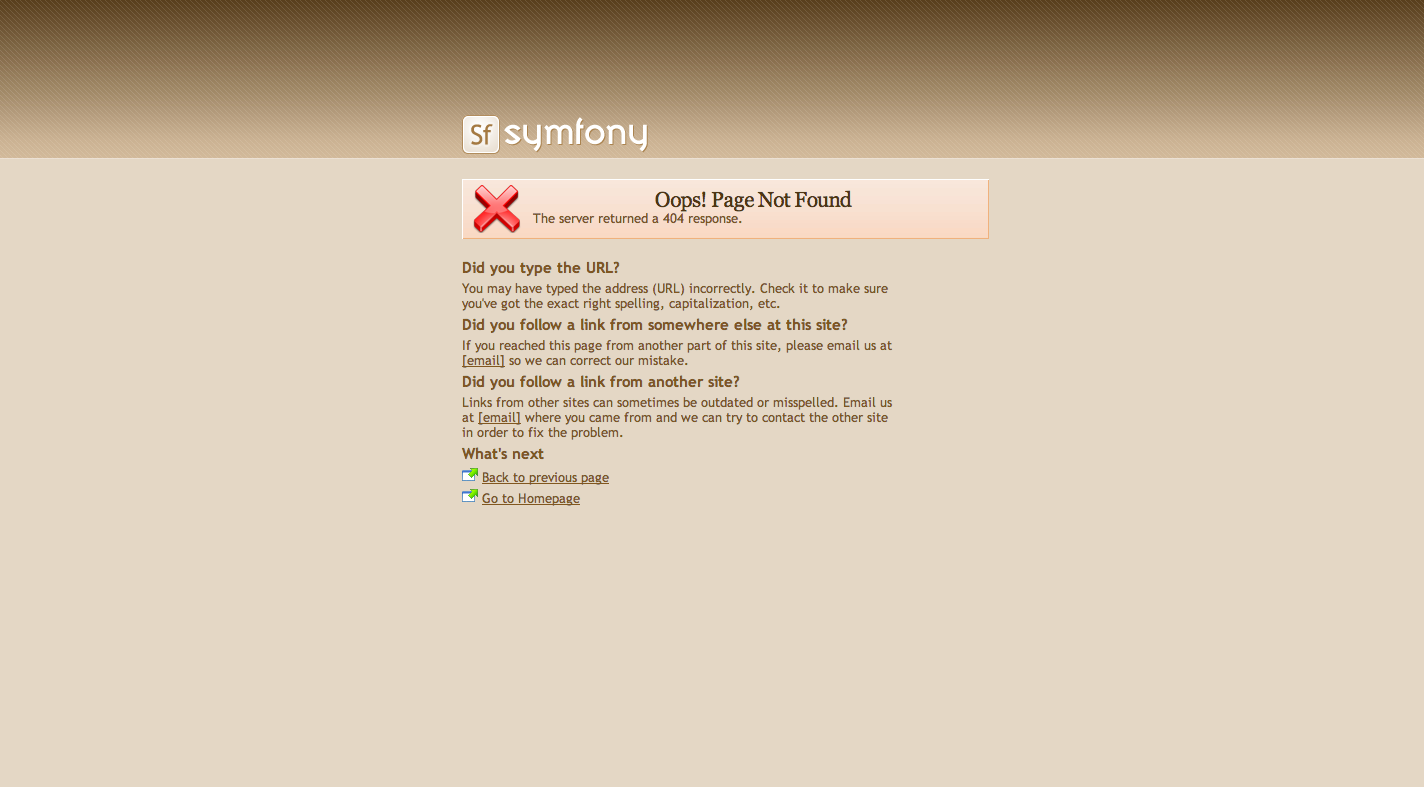 Sf symfony
Oops! Page Not Found
The server returned a 404 response.
Did you type the URL?
You may have typed the address (URL) incorrectly. Check it to make sure
you've got the exact right spelling, capitalization, etc.
Did you follow a link from somewhere else at this site?
If you reached this page from another part of this site, please email us at
[email] so we can correct our mistake.
Did you follow a link from another site?
Links from other sites can sometimes be outdated or misspelled. Email us
at [email] where you came from and we can try to contact the other site
in order to fix the problem.
What's next
Back to previous page
Go to Homepage